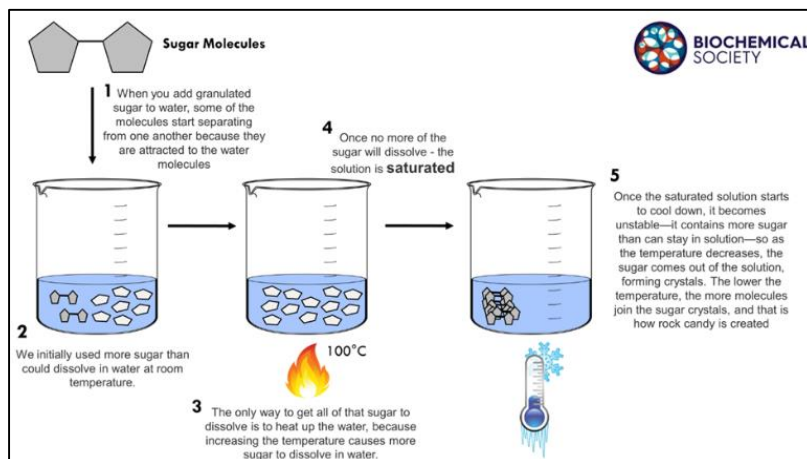 Sugar Molecules
BIOCHEMICAL
SOCIETY
1
When you add granulated
sugar to water, some of the
molecules start separating
from one another because they
are attracted to the water
molecules
2
We initially used more sugar than
could dissolve in water at room
temperature.
100°C
3
The only way to get all of that sugar to
dissolve is to heat up the water, because
increasing the temperature causes more
sugar to dissolve in water.
4
Once no more of the
sugar will dissolve - the
solution is saturated
5
Once the saturated solution starts
to cool down, it becomes
unstable—it contains more sugar
than can stay in solution—so as
the temperature decreases, the
sugar comes out of the solution,
forming crystals. The lower the
temperature, the more molecules
join the sugar crystals, and that is
how rock candy is created